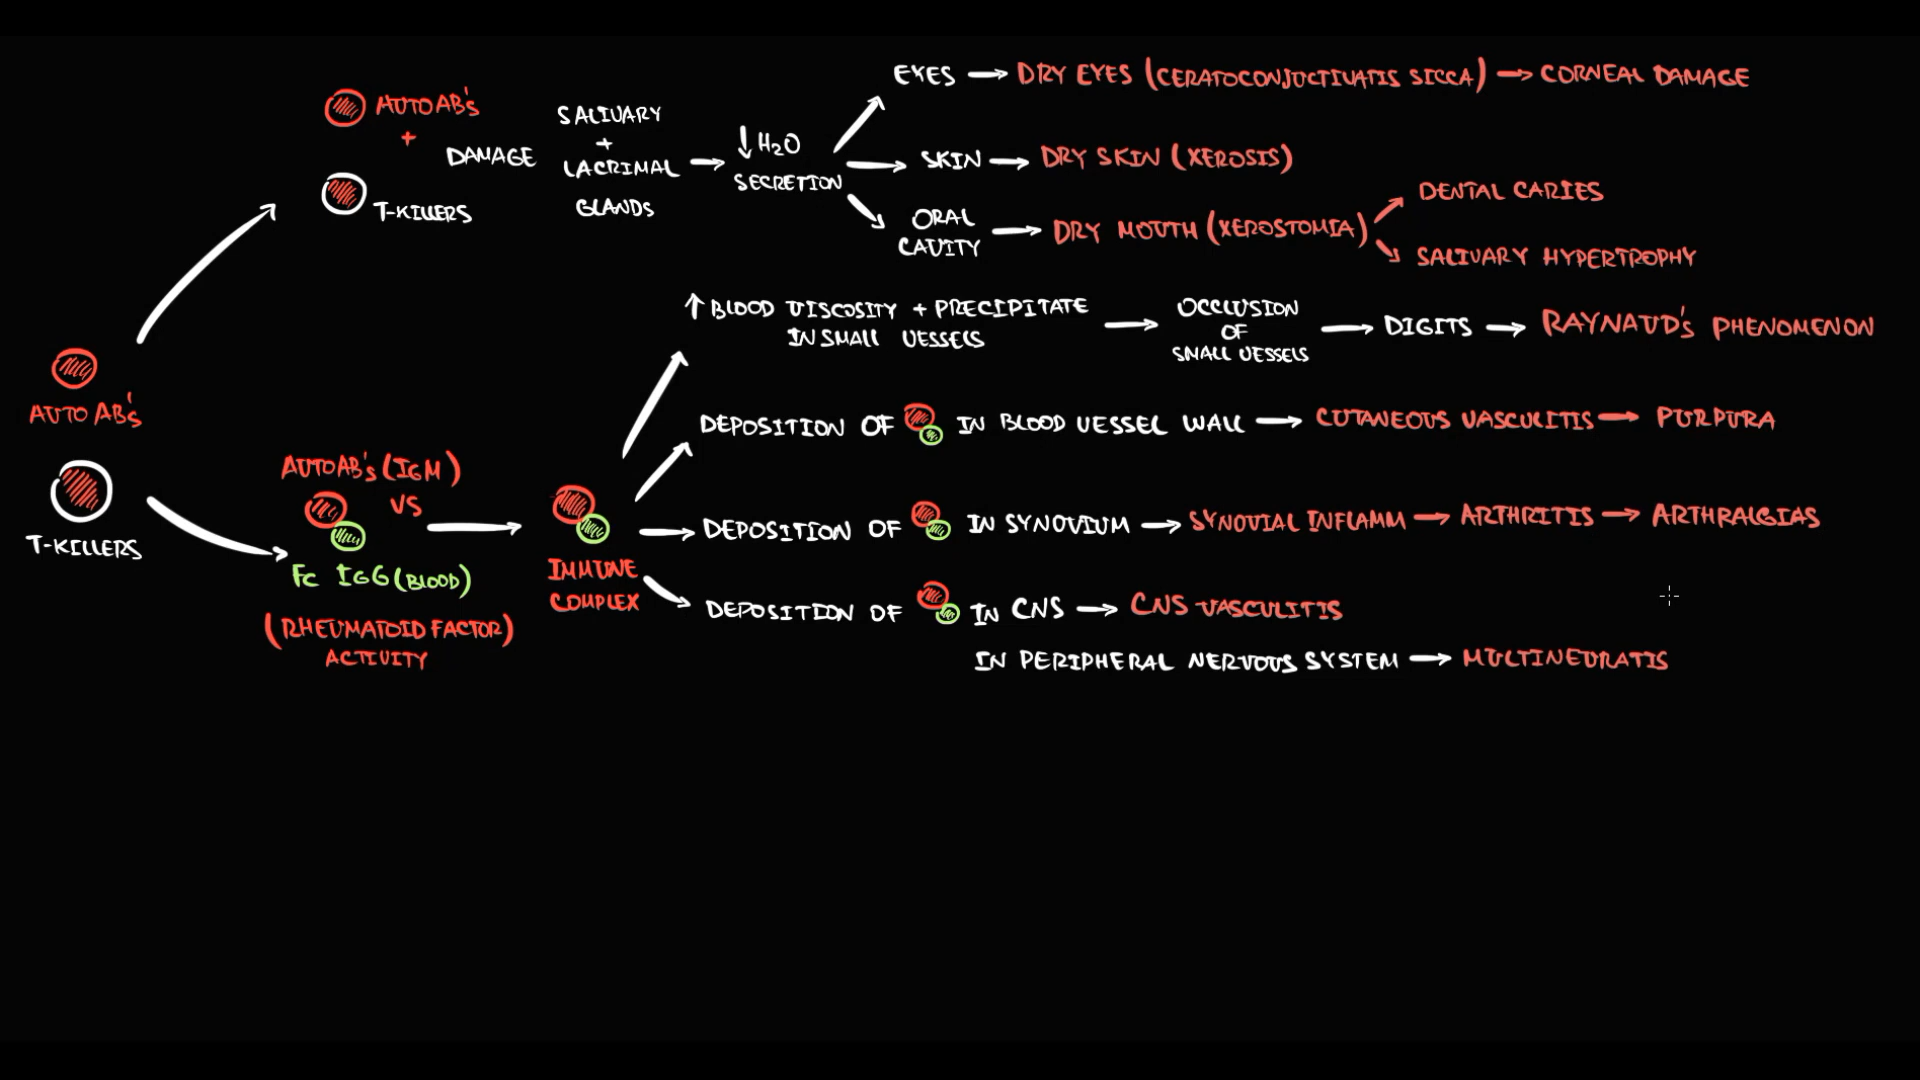 EYES → DRY EYES (CERATOCONJUCTIVATIS SICCA) → CORNEAL DAMAGE
AUTOAB's
+
T-KILLERS
DAMAGE
SALIVARY
+
LACRIMAL
GLANDS
→
↓ H2O
SECRETION
SKIN → DRY SKIN (XEROSIS)
ORAL
CAVITY → DRY MOUTH (XEROSTOMIA)
DENTAL CARIES
SALIVARY HYPERTROPHY
AUTO AB's
T-KILLERS
AUTOAB's (IGM)
VS
FC IGG (BLOOD)
(RHEUMATOID FACTOR)
ACTIVITY
IMMUNE
COMPLEX
↑ BLOOD VISCOSITY + PRECIPITATE
IN SMALL VESSELS
→
OCCLUSION
OF
SMALL VESSELS
→ DIGITS → RAYNAUD's PHENOMENON
DEPOSITION OF IN BLOOD VESSEL WALL → CUTANEOUS VASCULITIS → PURPURA
DEPOSITION OF IN SYNOVIUM → SYNOVIAL INFLAMM → ARTHRITIS → ARTHRALGIAS
DEPOSITION OF IN CNS → CNS VASCULITIS
IN PERIPHERAL NERVOUS SYSTEM → MULTINEURATIS